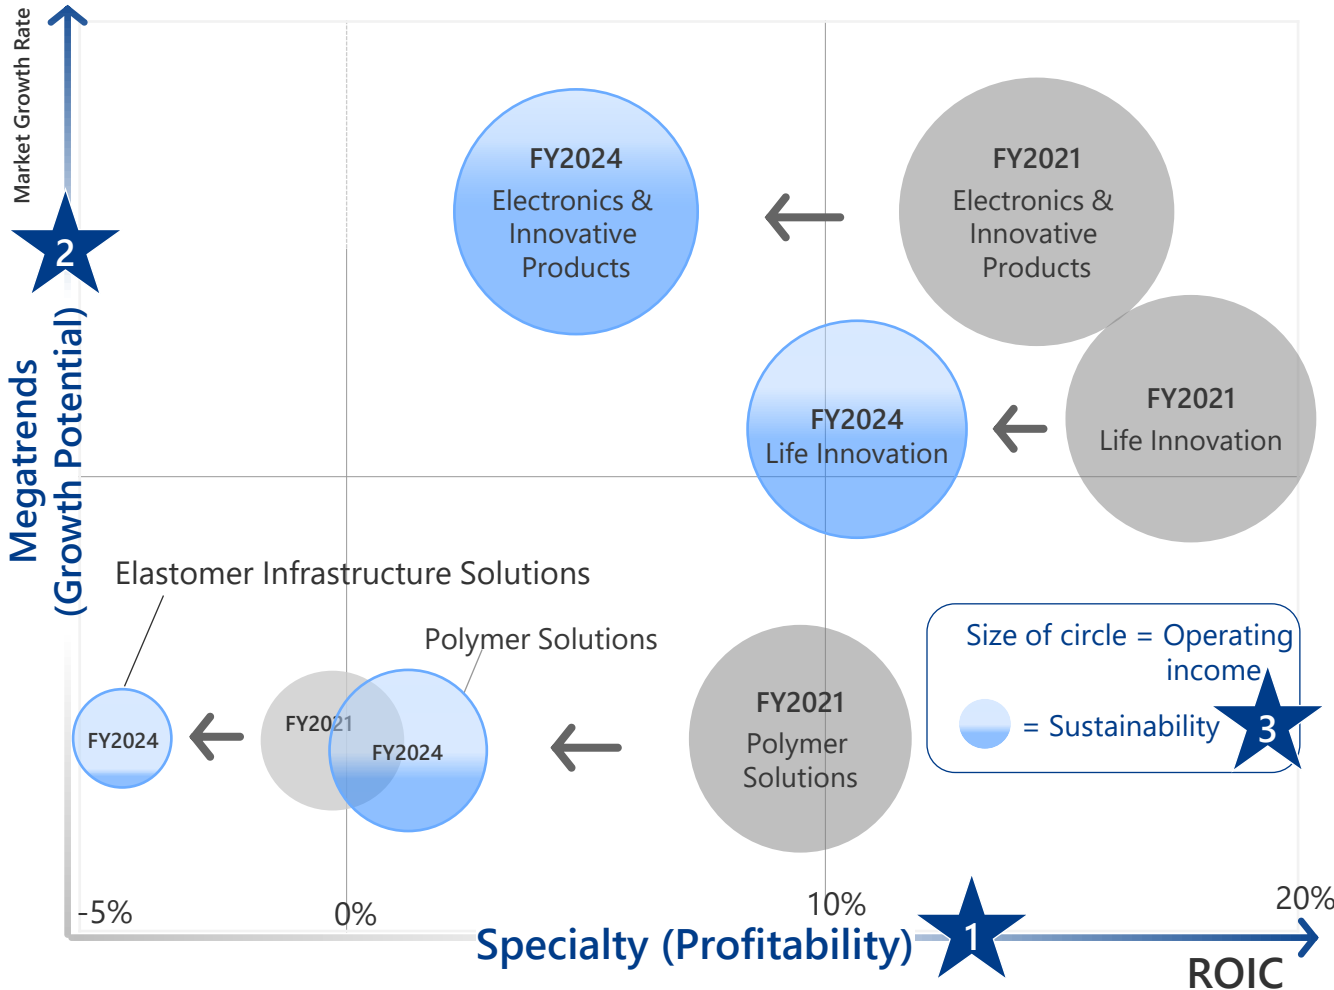 Market Growth Rate
2
Megatrends
(Growth Potential)
FY2024
Electronics &
Innovative
Products
FY2021
Electronics &
Innovative
Products
FY2024
Life Innovation
FY2021
Life Innovation
Elastomer Infrastructure Solutions
Polymer Solutions
FY2024
FY2021
FY2024
FY2021
Polymer
Solutions
Size of circle = Operating
income
= Sustainability
3
-5%
0%
10%
20%
Specialty (Profitability)
1
ROIC